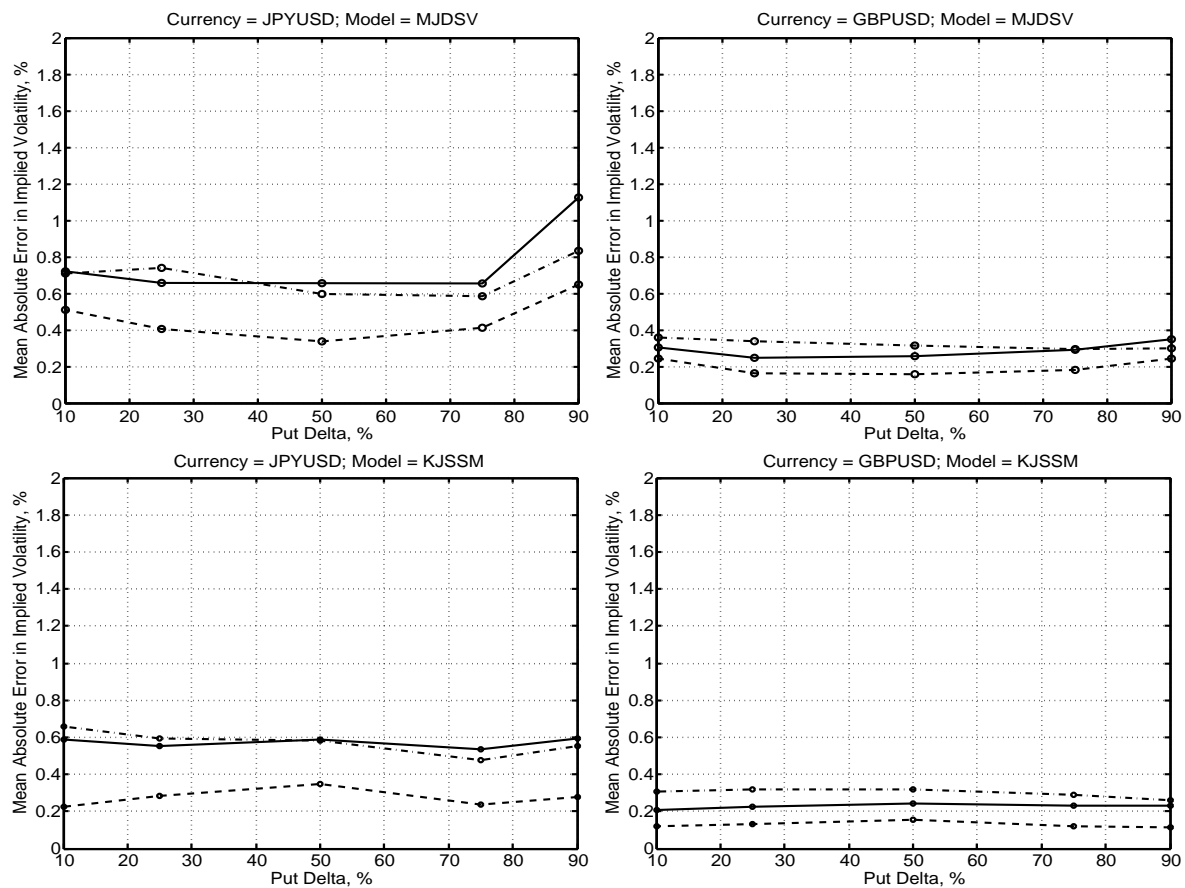 Currency = JPYUSD; Model = MJDSV
Mean Absolute Error in Implied Volatility, %
2
1.8
1.6
1.4
1.2
1
0.8
0.6
0.4
0.2
0
10 20 30 40 50 60 70 80 90
Put Delta, %
Currency = GBPUSD; Model = MJDSV
Mean Absolute Error in Implied Volatility, %
2
1.8
1.6
1.4
1.2
1
0.8
0.6
0.4
0.2
0
10 20 30 40 50 60 70 80 90
Put Delta, %
Currency = JPYUSD; Model = KJSSM
Mean Absolute Error in Implied Volatility, %
2
1.8
1.6
1.4
1.2
1
0.8
0.6
0.4
0.2
0
10 20 30 40 50 60 70 80 90
Put Delta, %
Currency = GBPUSD; Model = KJSSM
Mean Absolute Error in Implied Volatility, %
2
1.8
1.6
1.4
1.2
1
0.8
0.6
0.4
0.2
0
10 20 30 40 50 60 70 80 90
Put Delta, %